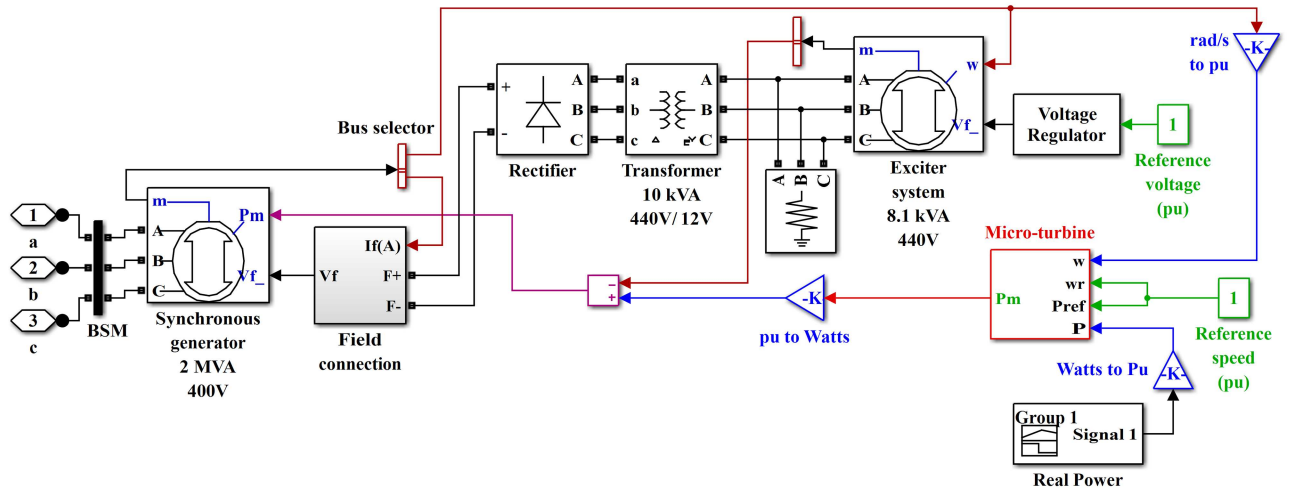 m
w
A
B
C
Vf_
Exciter
system
8.1 kVA
440V
rad/s
to pu
-K-
Voltage
Regulator
1
Reference
voltage
(pu)
+
-
A
B
C
Rectifier
a
b
c
A
B
C
Transformer
10 kVA
440V/ 12V
A
B
C
Bus selector
1
a
2
b
3
c
BSM
m
Pm
A
B
C
Vf_
Synchronous
generator
2 MVA
400V
If(A)
Vf
F+
F-
Field
connection
−
+
-K
pu to Watts
Micro-turbine
w
wr
Pm
Pref
P
1
Reference
speed
(pu)
Watts to Pu
-K-
Group 1
Signal 1
Real Power